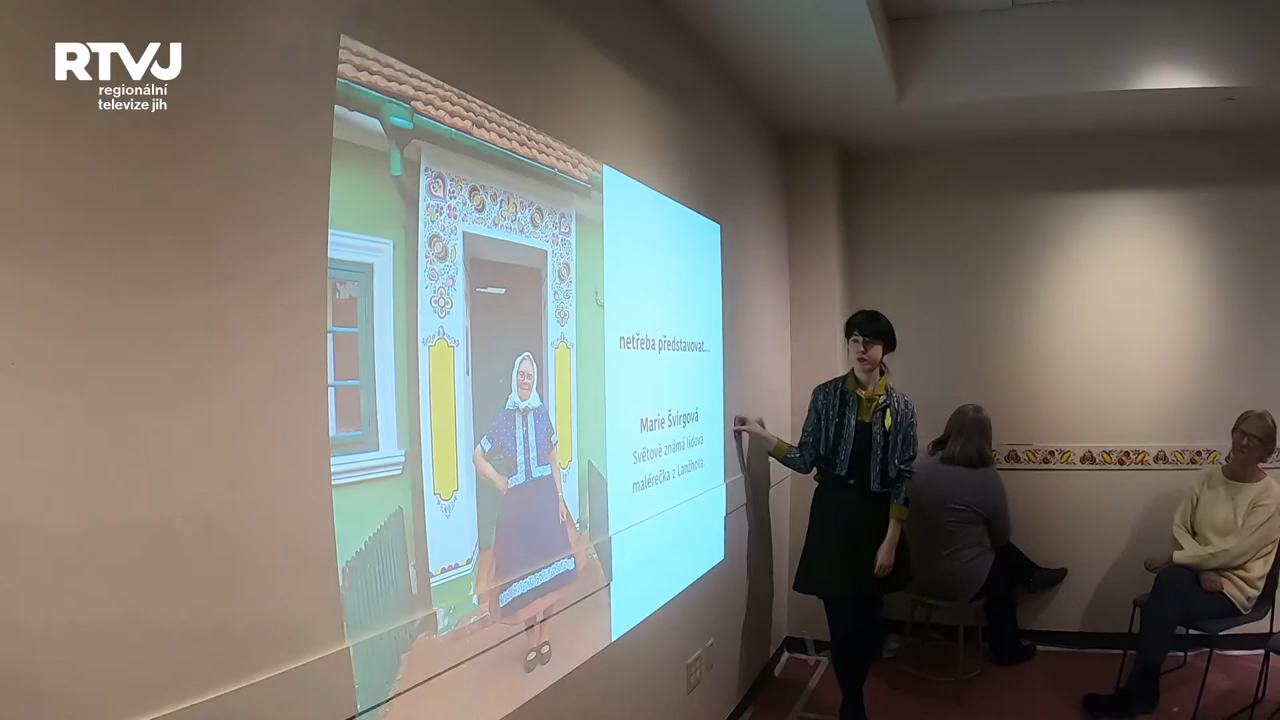 RTVJ
regionální
televize jih
netřeba představovat...
Marie Švirgová
Světově známá lidová
malérečka z Lanžhota